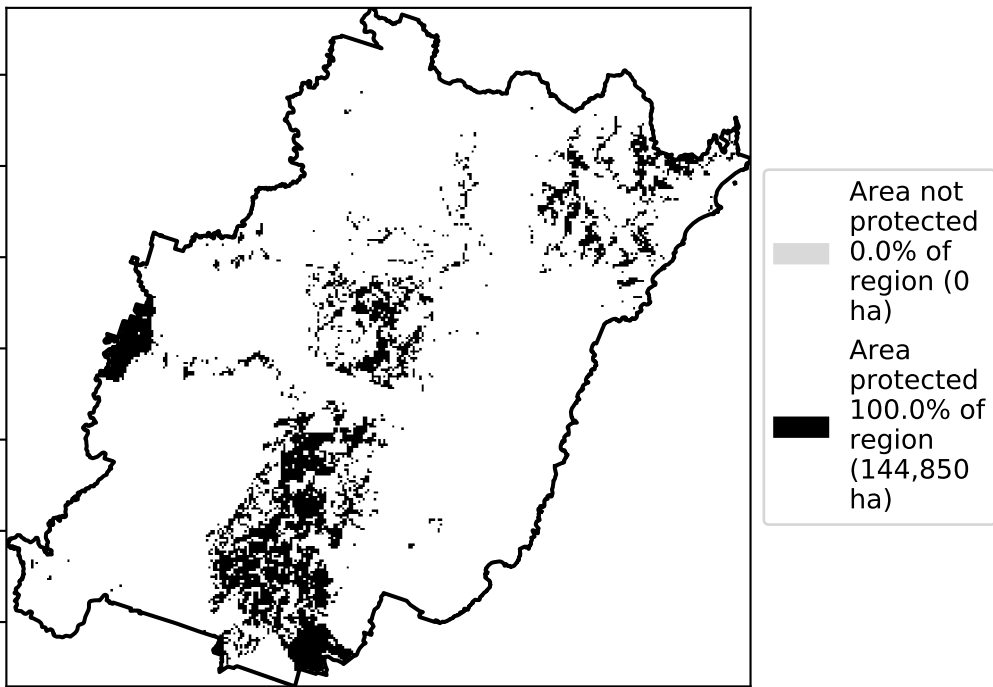 Area not
protected
0.0% of
region (0
ha)
Area
protected
100.0% of
region
(144,850
ha)